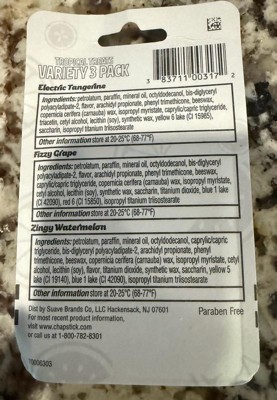 TROPICAL TREATS
VARIETY 3 PACK
3 83711 00317 2
Electric Tangerine
Ingredients: petrolatum, paraffin, mineral oil, octyldodecanol, bis-diglyceryl
polyacyladipate-2, flavor, arachidyl propionate, phenyl trimethicone, beeswax,
copernicia cerifera (carnauba) wax, isopropyl myristate, capric/caprylic triglyceride,
triacetin, cetyl alcohol, lecithin (soy), synthetic wax, yellow 6 lake (CI 15985),
saccharin, isopropyl titanium triisostearate
Other information store at 20-25°C (68-77°F)
Fizzy Grape
Ingredients: petrolatum, paraffin, mineral oil, octyldodecanol, bis-diglyceryl
polyacyladipate-2, arachidyl propionate, phenyl trimethicone, beeswax,
caprylic/capric triglyceride, copernicia cerifera (carnauba) wax, isopropyl myristate,
cetyl alcohol, lecithin (soy), flavor, titanium dioxide, synthetic wax, blue 1 lake
(CI 42090), red 6 (CI 15850), isopropyl titanium triisostearate, saccharin
Other information store at 20-25°C (68-77°F)
Zingy Watermelon
Ingredients: petrolatum, paraffin, mineral oil, octyldodecanol, caprylic/capric
triglyceride, bis-diglyceryl polyacyladipate-2, arachidyl propionate, phenyl
trimethicone, beeswax, copernicia cerifera (carnauba) wax, isopropyl myristate, cetyl
alcohol, lecithin (soy), flavor, titanium dioxide, synthetic wax, saccharin, yellow 5
lake (CI 19140), blue 1 lake (CI 42090), isopropyl titanium triisostearate
Other information store at 20-25°C (68-77°F)
Dist by Suave Brands Co, LLC Hackensack, NJ 07601
For most recent product information,
visit www.chapstick.com
or call us at 1-800-782-8301
Paraben Free